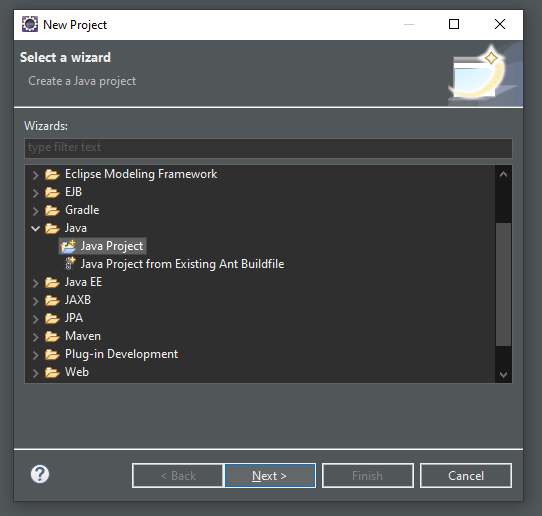 New Project
Select a wizard
Create a Java project
Wizards:
type filter text
Eclipse Modeling Framework
EJB
Gradle
Java
Java Project
Java Project from Existing Ant Buildfile
Java EE
JAXB
JPA
Maven
Plug-in Development
Web
? < Back Next > Finish Cancel